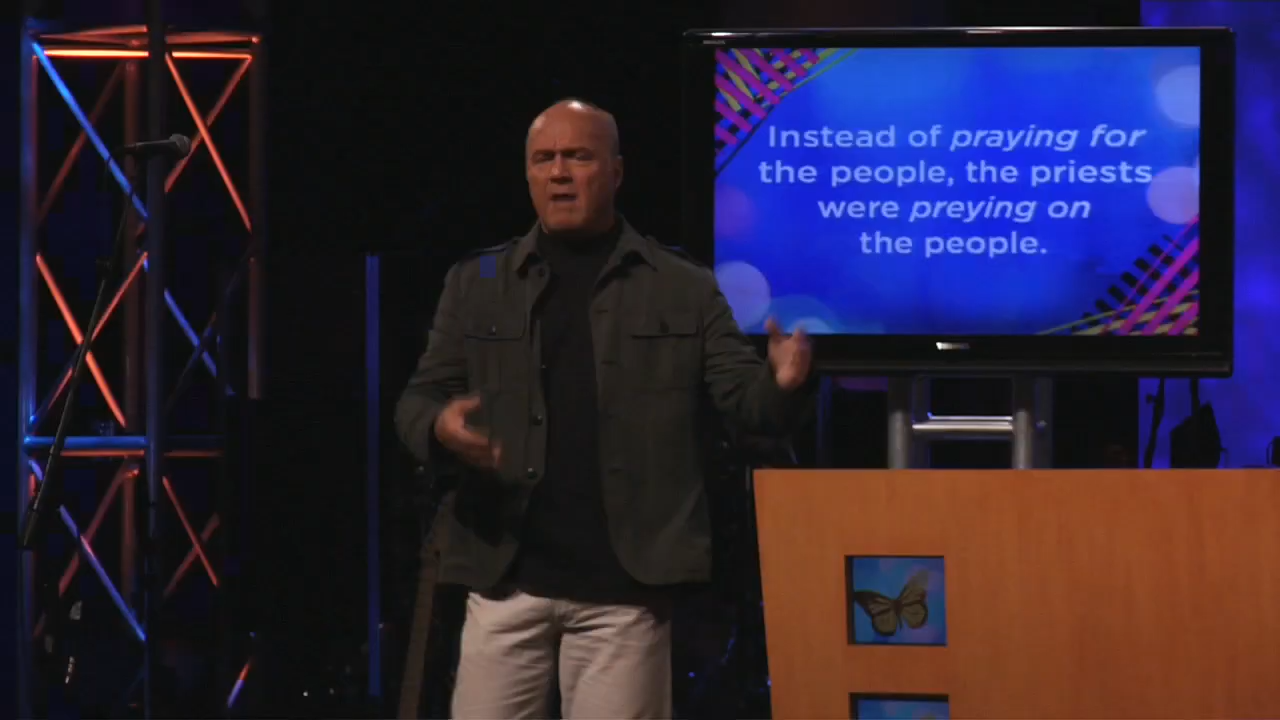 Instead of praying for
the people, the priests
were preying on
the people.